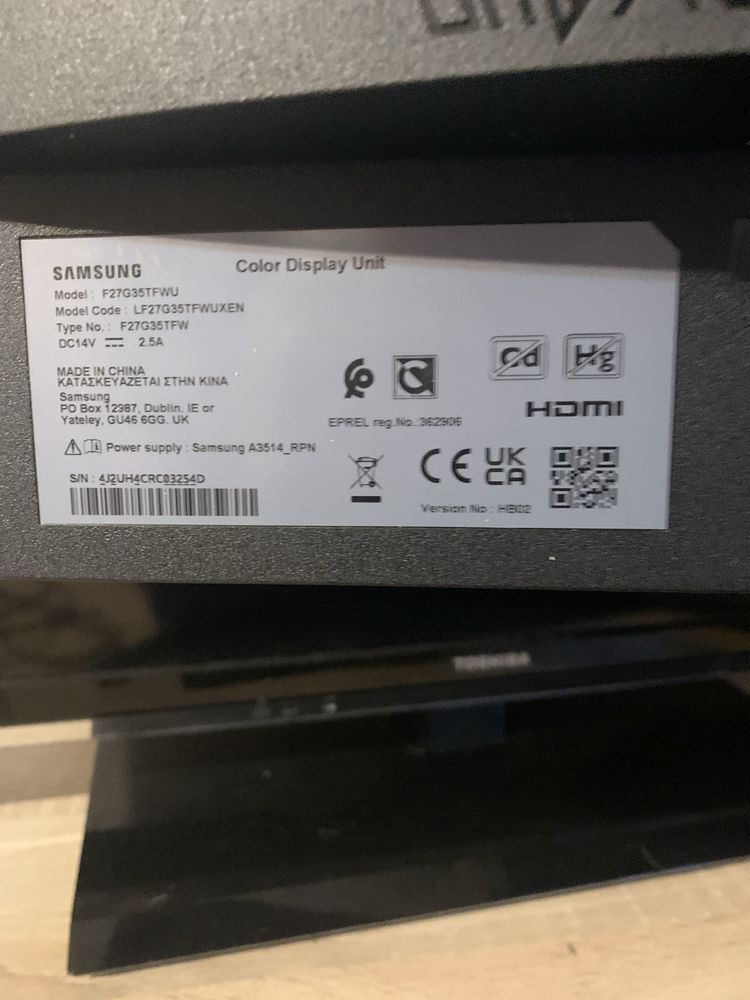 SAMSUNG
Color Display Unit
Model : F27G35TFWU
Model Code : LF27G35TFWUXEN
Type No. : F27G35TFW
DC14V 2.5A
MADE IN CHINA
ΚΑΤΑΣΚΕΥΑΖΕΤΑΙ ΣΤΗΝ ΚΙΝΑ
Samsung
PO Box 12987, Dublin. IE or
Yateley, GU46 6GG. UK
Cd Hg
EPREL reg.No.:362906
HDMI
Power supply : Samsung A3514_RPN
S/N : 4J2UH4CRC03254D
CE UK
CA
Version No : HB02
TOSHIBA